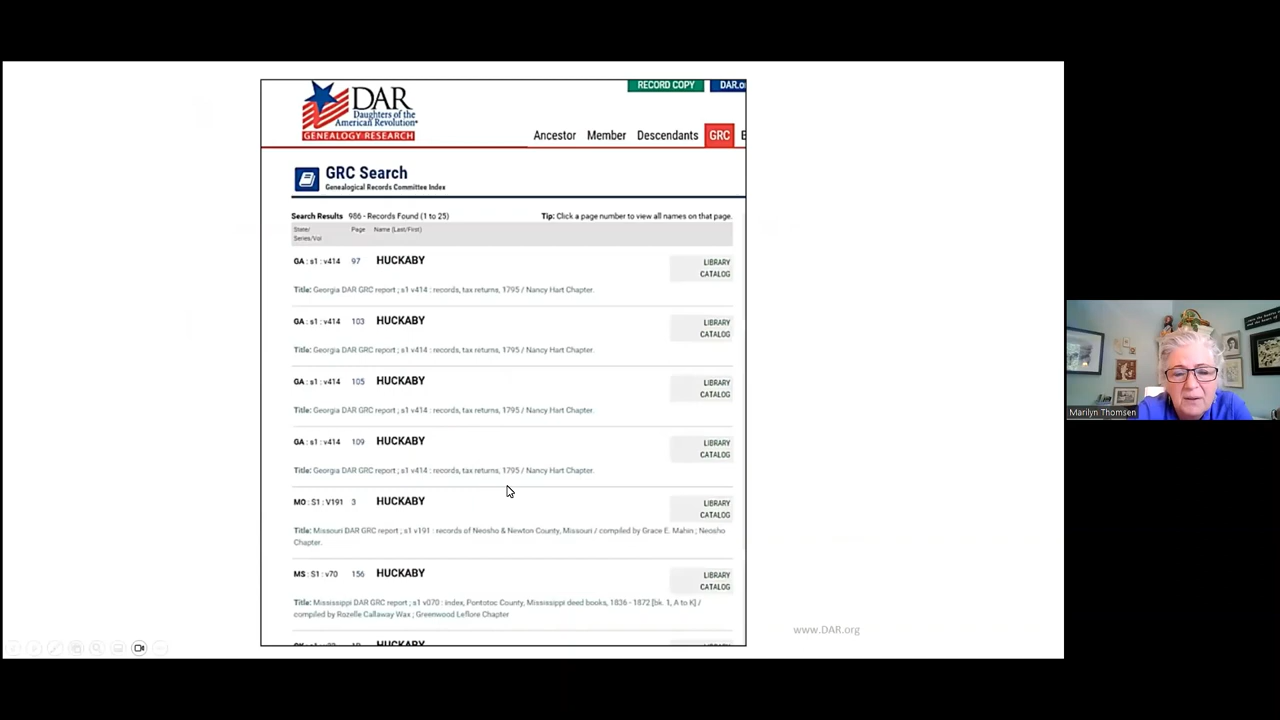 RECORD COPY
DAR.o
DAR
Daughters of the
American Revolution
GENEALOGY RESEARCH
Ancestor Member Descendants GRC
GRC Search
Genealogical Records Committee Index
Search Results 986 - Records Found (1 to 25) Tip: Click a page number to view all names on that page.
State/ Page Name (Last/First)
Series/Vol
GA : s1 : v414 97 HUCKABY LIBRARY
CATALOG
Title: Georgia DAR GRC report ; s1 v414 : records, tax returns, 1795 / Nancy Hart Chapter.
GA : s1 : v414 103 HUCKABY LIBRARY
CATALOG
Title: Georgia DAR GRC report ; s1 v414 : records, tax returns, 1795 / Nancy Hart Chapter.
GA : s1 : v414 105 HUCKABY LIBRARY
CATALOG
Title: Georgia DAR GRC report ; s1 v414 : records, tax returns, 1795 / Nancy Hart Chapter.
GA : s1 : v414 109 HUCKABY LIBRARY
CATALOG
Title: Georgia DAR GRC report ; s1 v414 : records, tax returns, 1795 / Nancy Hart Chapter.
MO : S1 : V191 3 HUCKABY LIBRARY
CATALOG
Title: Missouri DAR GRC report ; s1 v191 : records of Neosho & Newton County, Missouri / compiled by Grace E. Mahin ; Neosho
Chapter.
MS : S1 : v70 156 HUCKABY LIBRARY
CATALOG
Title: Mississippi DAR GRC report ; s1 v070 : index, Pontotoc County, Mississippi deed books, 1836 - 1872 [bk. 1, A to K] /
compiled by Rozelle Callaway Wax ; Greenwood Leflore Chapter
HUCKABY
www.DAR.org
Marilyn Thomsen